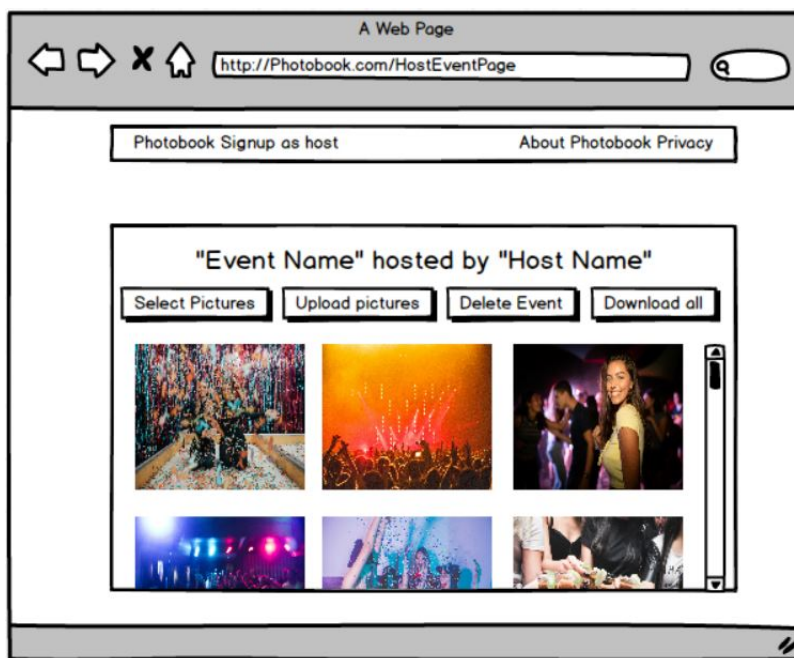 A Web Page
http://Photobook.com/HostEventPage
Photobook Signup as host About Photobook Privacy
"Event Name" hosted by "Host Name"
Select Pictures Upload pictures Delete Event Download all